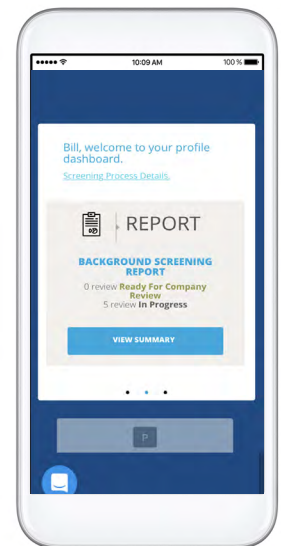 10:09 AM
100 %
Bill, welcome to your profile
dashboard.
Screening Process Details.
REPORT
BACKGROUND SCREENING
REPORT
0 review Ready For Company
Review
5 review In Progress
VIEW SUMMARY
P